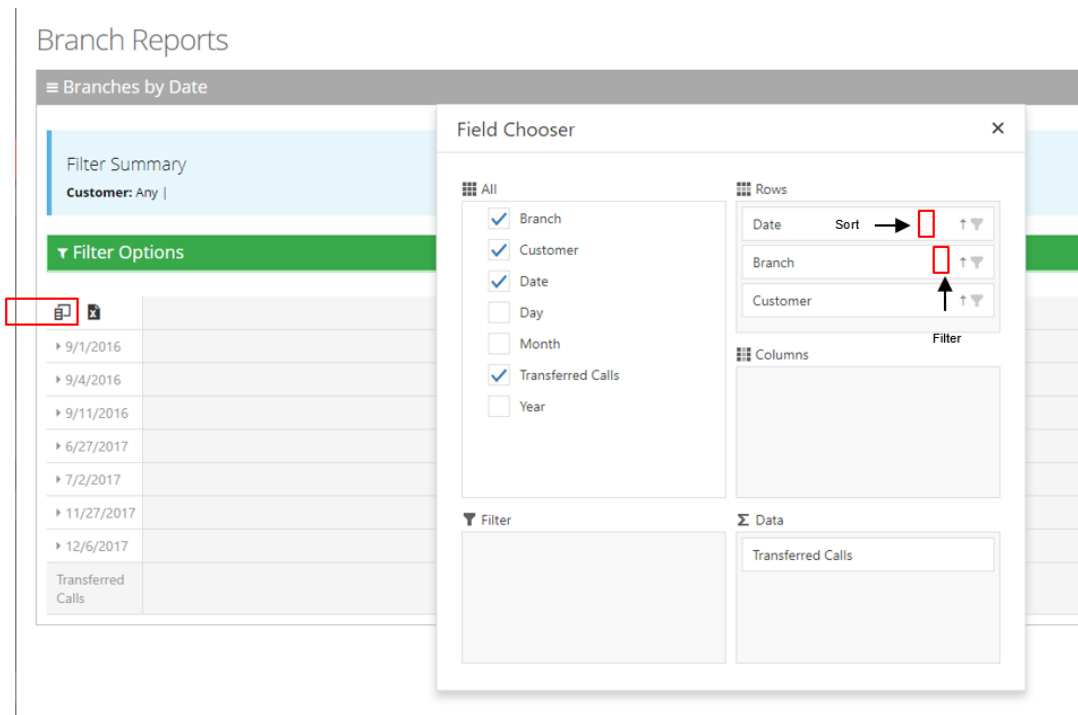 Branch Reports
Branches by Date
Field Chooser
Filter Summary
Customer: Any |
Filter Options
9/1/2016
9/4/2016
9/11/2016
6/27/2017
7/2/2017
11/27/2017
12/6/2017
Transferred
Calls
All
Branch
Customer
Date
Day
Month
Transferred Calls
Year
Rows
Date
Sort
Branch
Customer
Filter
Columns
Filter
Data
Transferred Calls